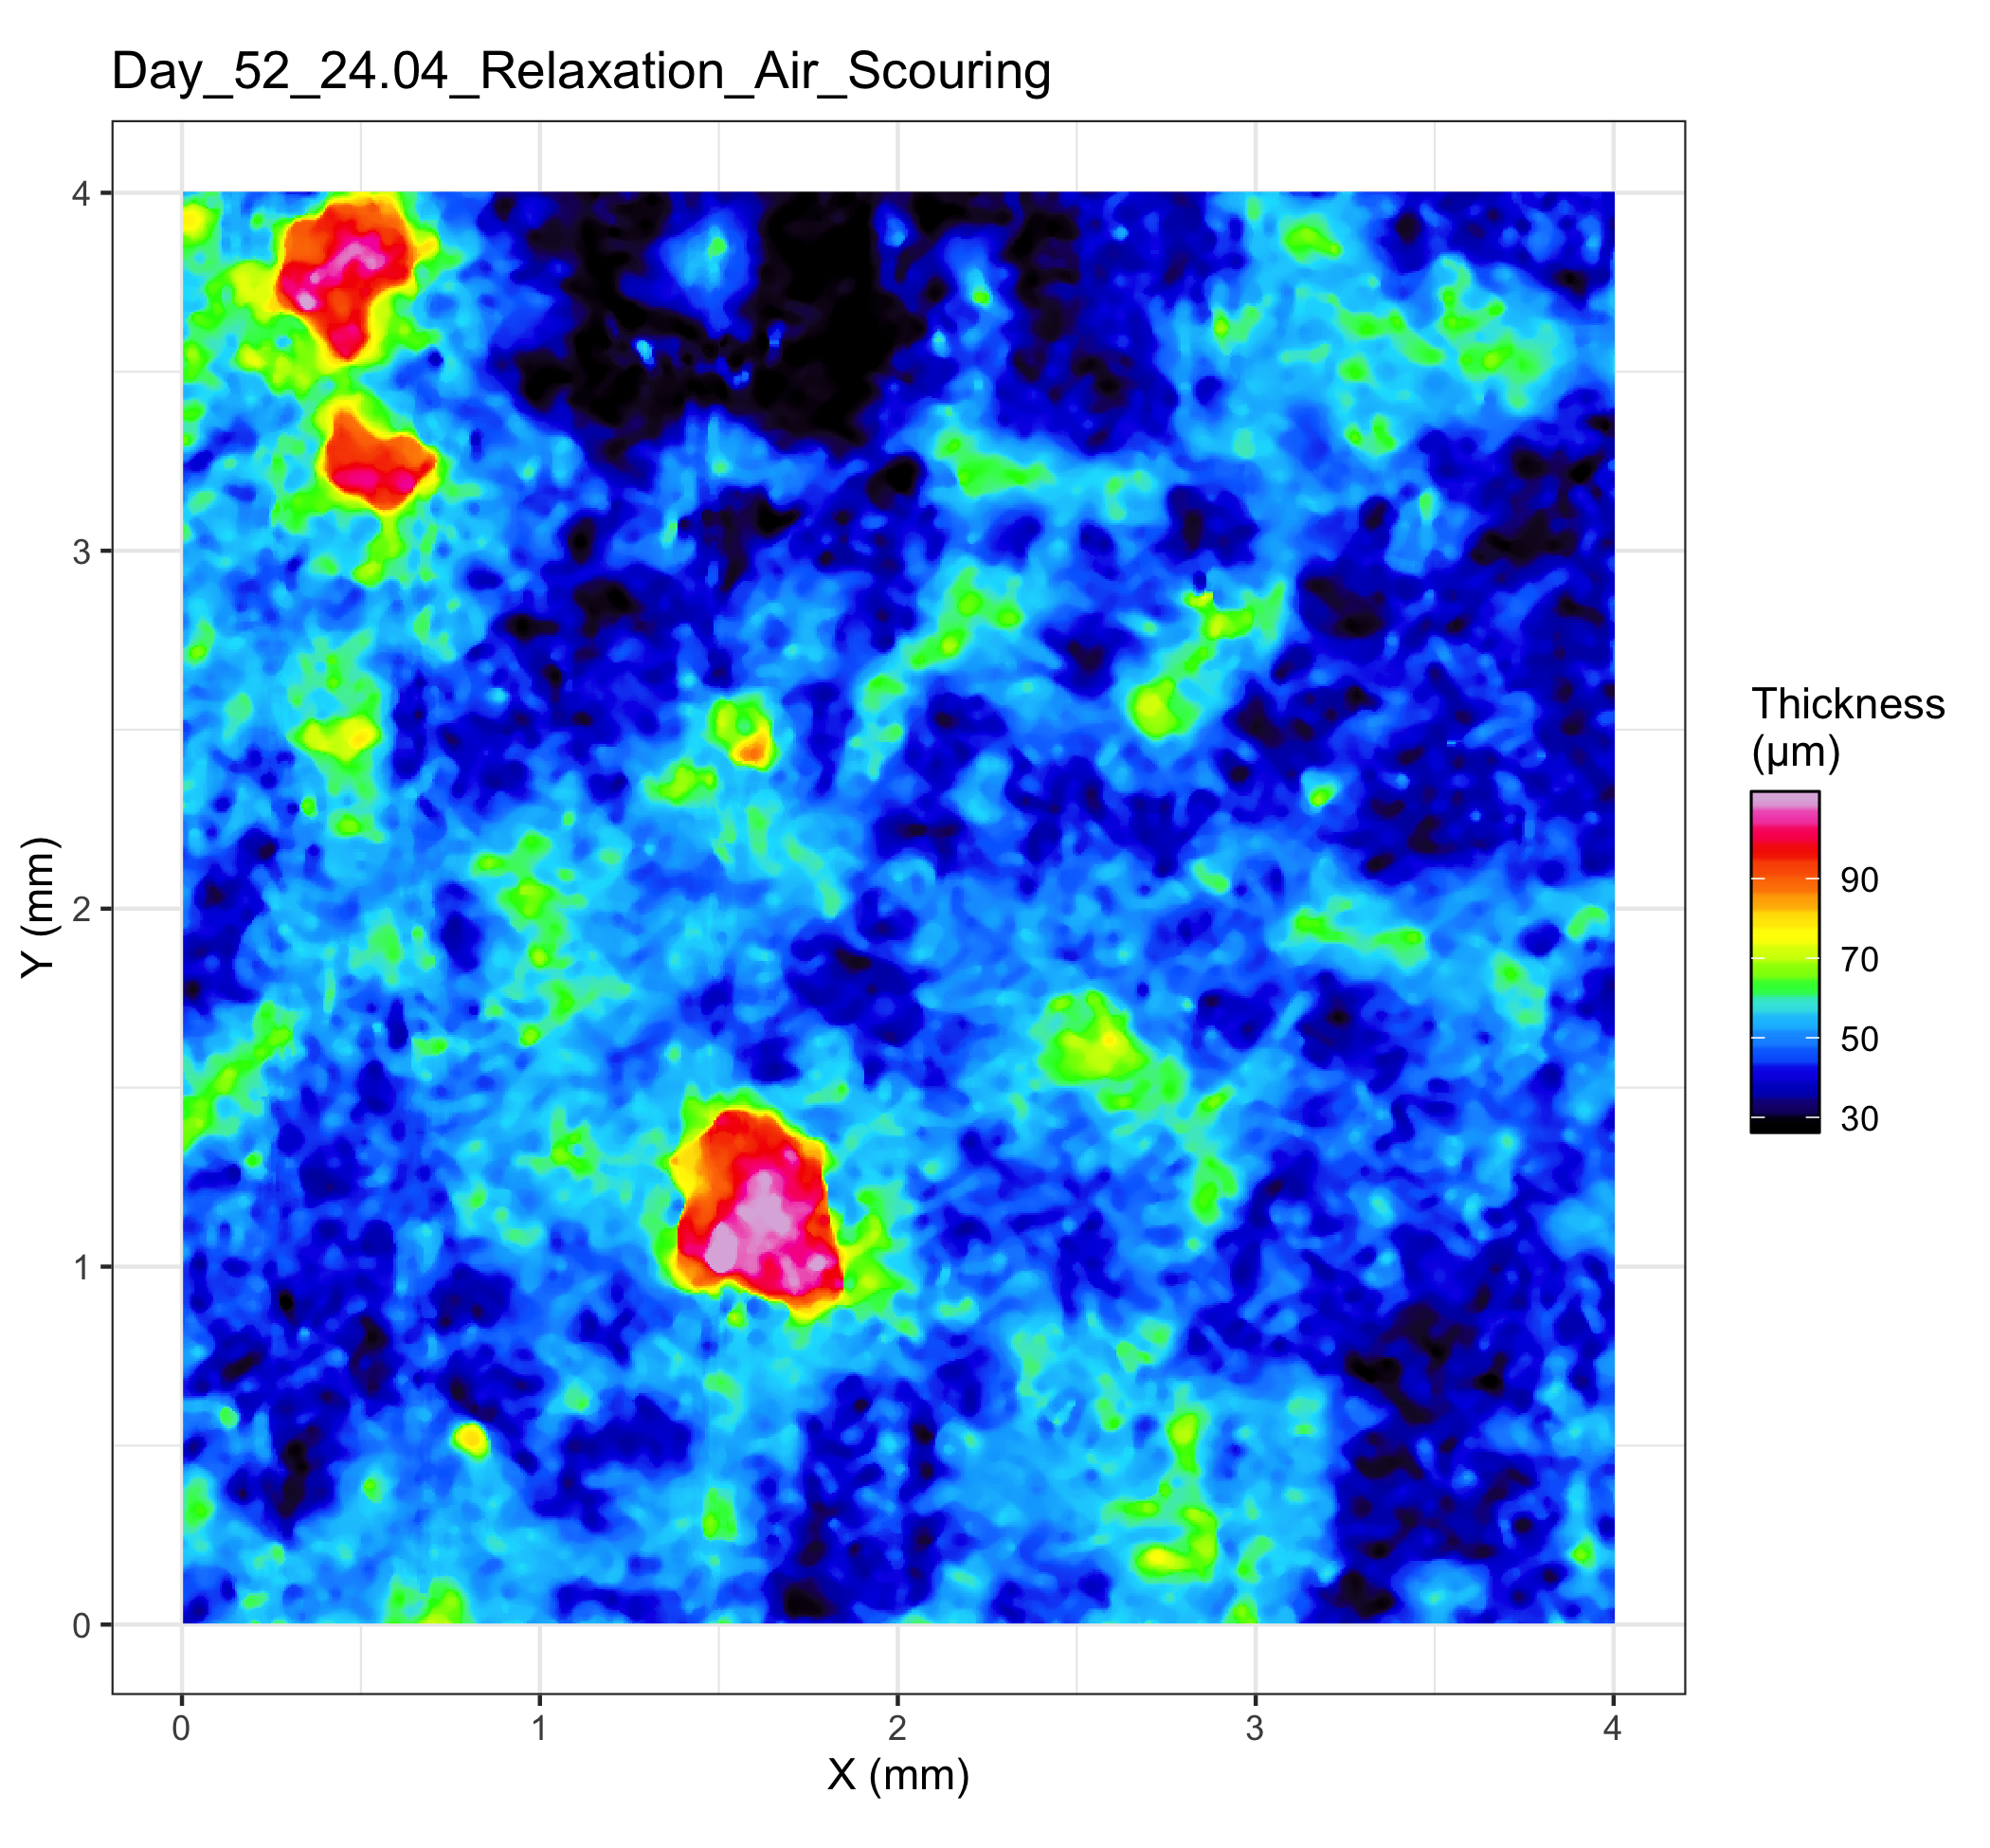 Day_52_24.04_Relaxation_Air_Scouring
4
3
2
1
0
Y (mm)
0 1 2 3 4
X (mm)
Thickness
(µm)
90
70
50
30